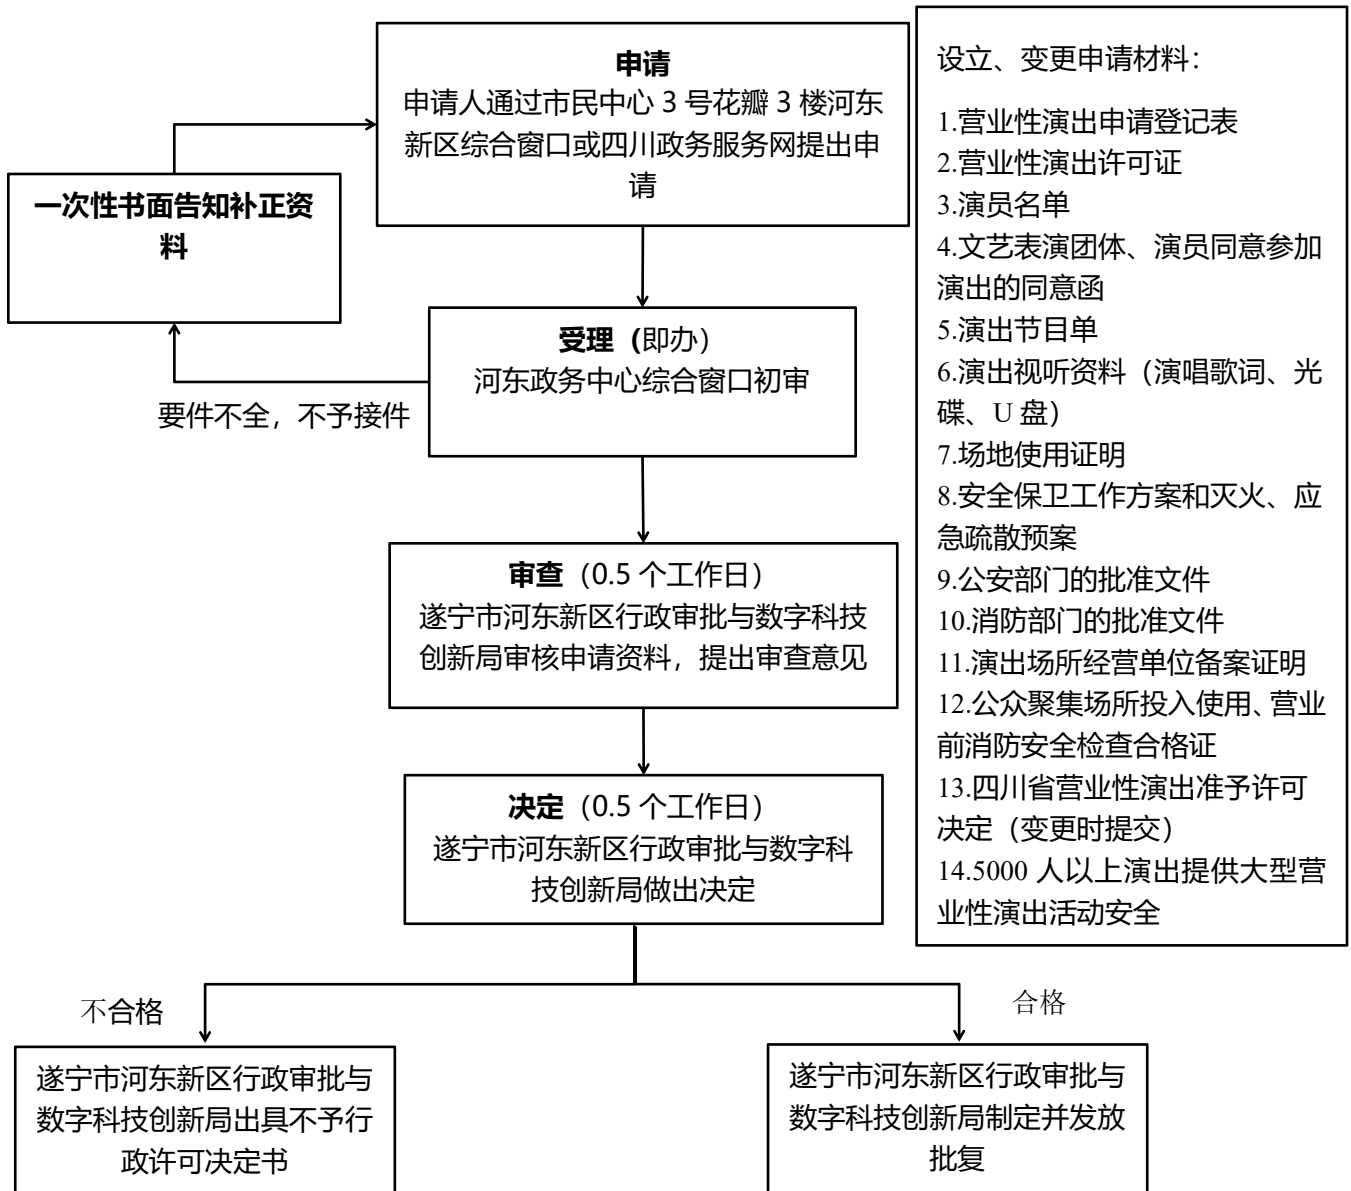 申请
申请人通过市民中心 3 号花瓣 3 楼河东
新区综合窗口或四川政务服务网提出申
请
一次性书面告知补正资
料
受理（即办）
河东政务中心综合窗口初审
要件不全，不予接件
审查（0.5 个工作日）
遂宁市河东新区行政审批与数字科技
创新局审核申请资料，提出审查意见
决定（0.5 个工作日）
遂宁市河东新区行政审批与数字科
技创新局做出决定
不合格
合格
遂宁市河东新区行政审批与
数字科技创新局出具不予行
政许可决定书
遂宁市河东新区行政审批与
数字科技创新局制定并发放
批复
设立、变更申请材料：
1.营业性演出申请登记表
2.营业性演出许可证
3.演员名单
4.文艺表演团体、演员同意参加
演出的同意函
5.演出节目单
6.演出视听资料（演唱歌词、光
碟、U 盘）
7.场地使用证明
8.安全保卫工作方案和灭火、应
急疏散预案
9.公安部门的批准文件
10.消防部门的批准文件
11.演出场所经营单位备案证明
12.公众聚集场所投入使用、营业
前消防安全检查合格证
13.四川省营业性演出准予许可
决定（变更时提交）
14.5000 人以上演出提供大型营
业性演出活动安全